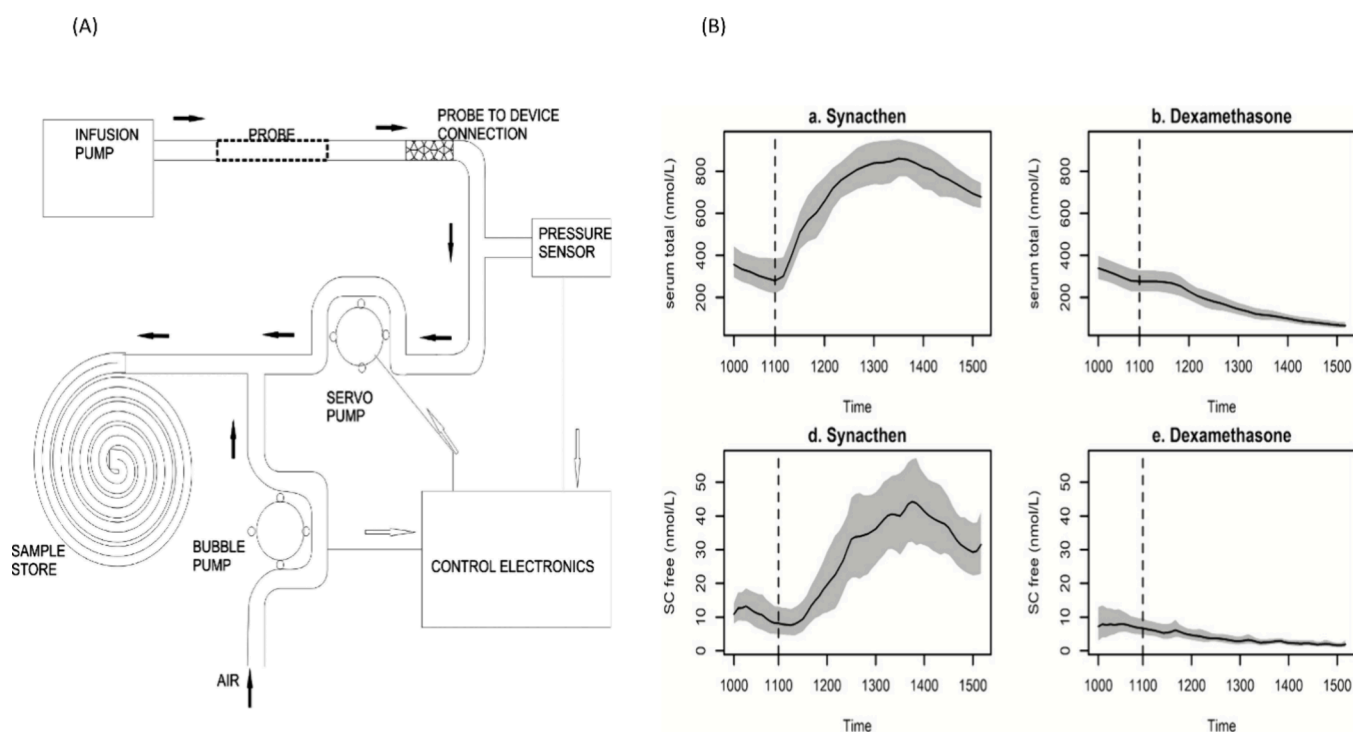 (A)
(B)
INFUSION
PUMP
PROBE
PROBE TO DEVICE
CONNECTION
PRESSURE
SENSOR
SERVO
PUMP
SAMPLE
STORE
BUBBLE
PUMP
CONTROL ELECTRONICS
AIR
a. Synacthen
serum total (nmol/L)
800
600
400
200
1000 1100 1200 1300 1400 1500
Time
b. Dexamethasone
serum total (nmol/L)
800
600
400
200
1000 1100 1200 1300 1400 1500
Time
d. Synacthen
SC free (nmol/L)
50
40
30
20
10
0
1000 1100 1200 1300 1400 1500
Time
e. Dexamethasone
SC free (nmol/L)
50
40
30
20
10
0
1000 1100 1200 1300 1400 1500
Time